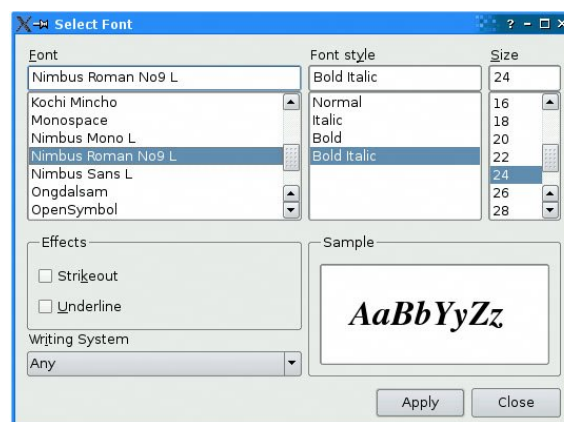 Select Font
Font
Font style
Size
Nimbus Roman No9 L
Bold Italic
24
Kochi Mincho
Monospace
Nimbus Mono L
Nimbus Roman No9 L
Nimbus Sans L
Ongdalsam
OpenSymbol
Normal
Italic
Bold
Bold Italic
16
18
20
22
24
26
28
Effects
Strikeout
Underline
Writing System
Any
Sample
AaBbYyZz
Apply
Close